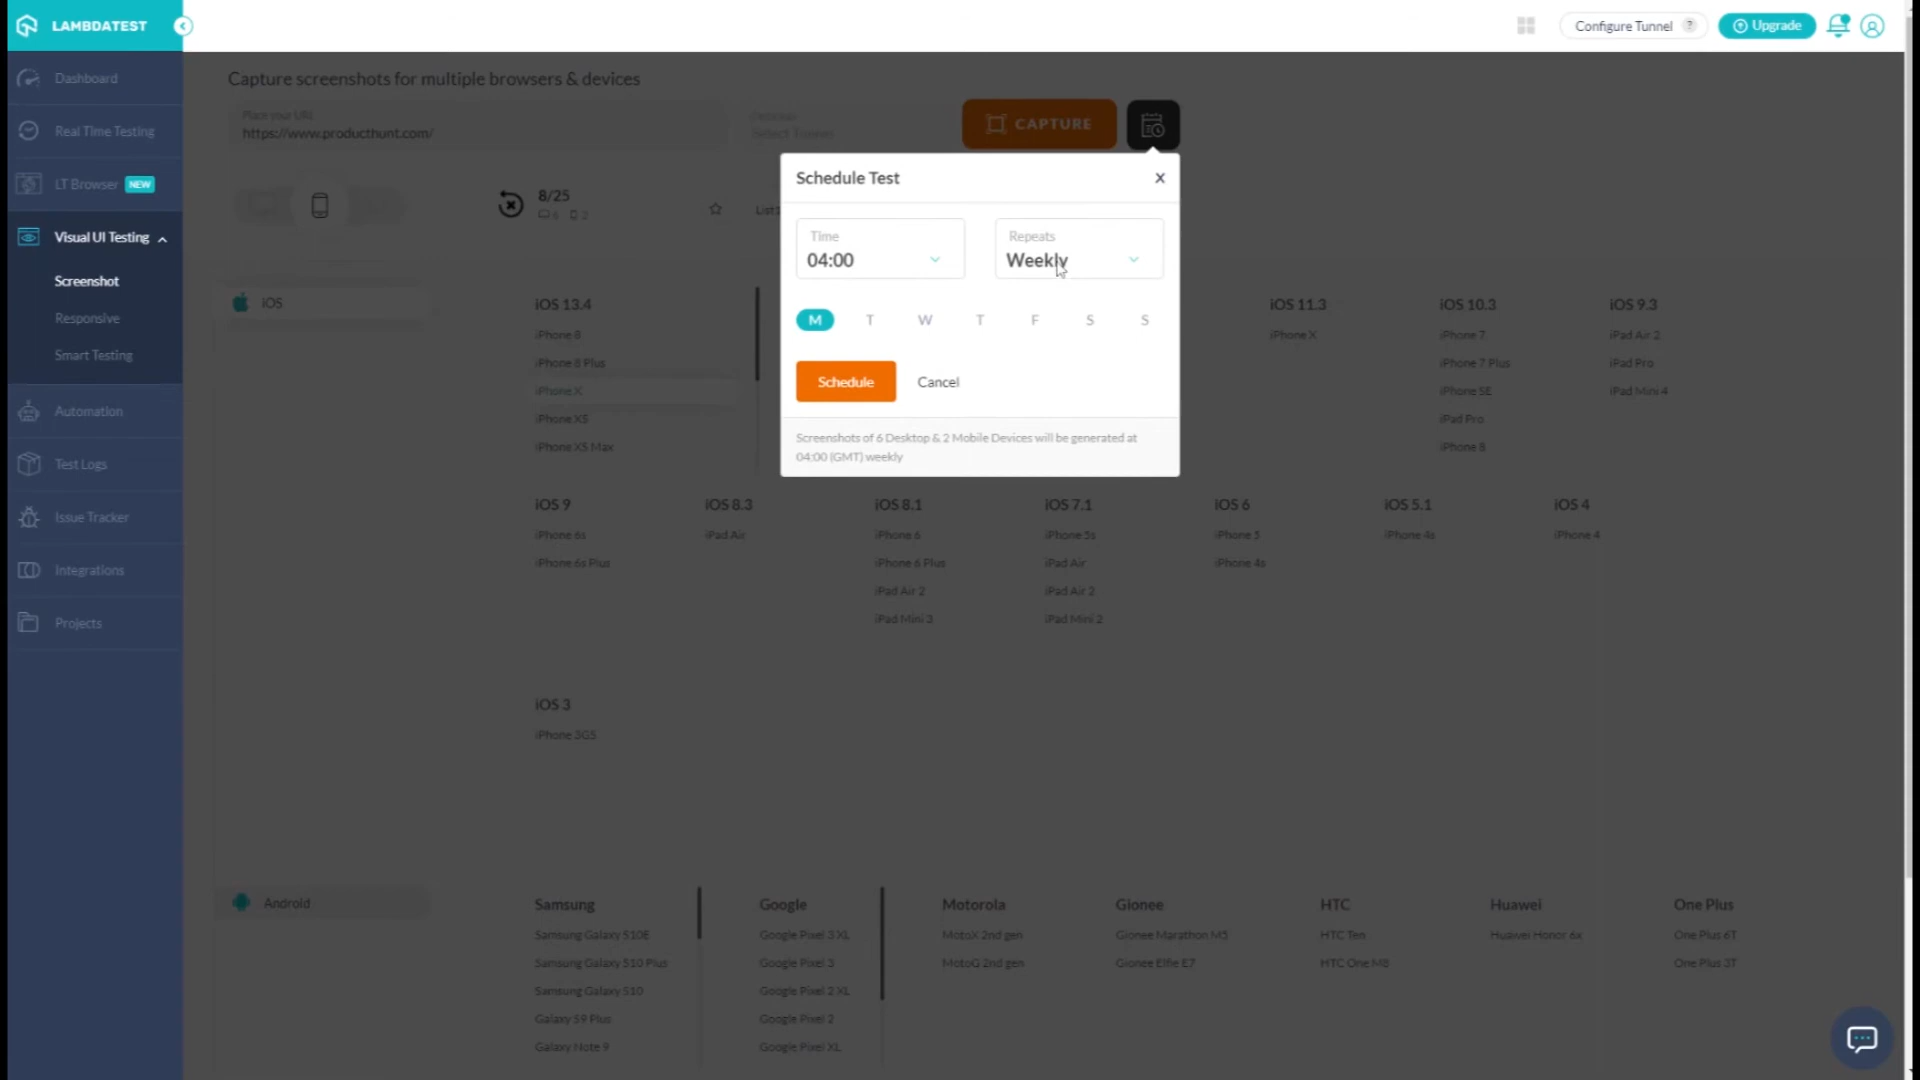 LAMBDATEST
Configure Tunnel ?
Upgrade
Dashboard
Real Time Testing
LT Browser NEW
Visual UI Testing
Screenshot
Responsive
Smart Testing
Automation
Test Logs
Issue Tracker
Integrations
Projects
Capture screenshots for multiple browsers & devices
Place your URL
https://www.producthunt.com/
Select Tunnel
CAPTURE
8/25
6 2
List1
Schedule Test
X
Time
04:00
Repeats
Weekly
M T W T F S S
Schedule
Cancel
Screenshots of 6 Desktop & 2 Mobile Devices will be generated at
04:00 (GMT) weekly
iOS
iOS 13.4
iPhone 8
iPhone 8 Plus
iPhone X
iPhone XS
iPhone XS Max
iOS 11.3
iPhone X
iOS 10.3
iPhone 7
iPhone 7 Plus
iPhone SE
iPad Pro
iPhone 8
iOS 9.3
iPad Air 2
iPad Pro
iPad Mini 4
iOS 9
iPhone 6s
iPhone 6s Plus
iOS 8.3
iPad Air
iOS 8.1
iPhone 6
iPhone 6 Plus
iPad Air 2
iPad Mini 3
iOS 7.1
iPhone 5s
iPad Air
iPad Air 2
iPad Mini 2
iOS 6
iPhone 5
iPhone 4s
iOS 5.1
iPhone 4s
iOS 4
iPhone 4
iOS 3
iPhone 3GS
Android
Samsung
Samsung Galaxy S10E
Samsung Galaxy S10 Plus
Samsung Galaxy S10
Galaxy S9 Plus
Galaxy Note 9
Google
Google Pixel 3 XL
Google Pixel 3
Google Pixel 2 XL
Google Pixel 2
Google Pixel XL
Motorola
MotoX 2nd gen
MotoG 2nd gen
Gionee
Gionee Marathon M5
Gionee Elfie E7
HTC
HTC Ten
HTC One M8
Huawei
Huawei Honor 6x
One Plus
One Plus 6T
One Plus 3T